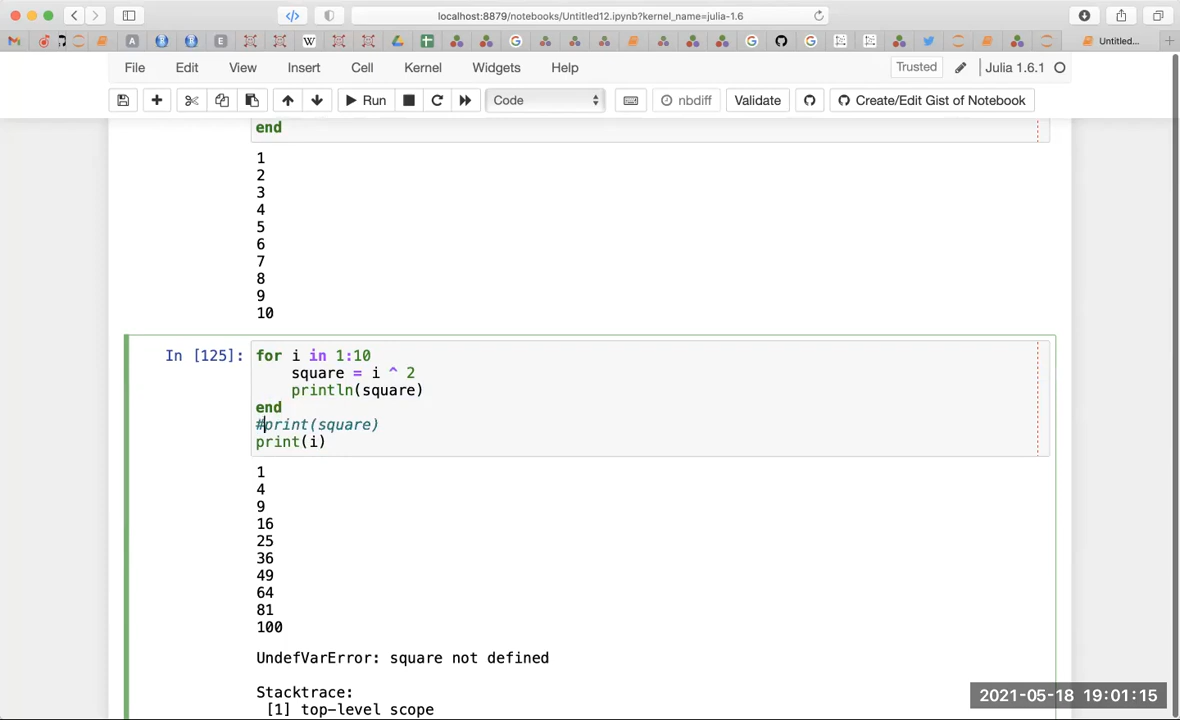 localhost:8879/notebooks/Untitled12.ipynb?kernel_name=julia-1.6
A E W G G G Untitled...
File Edit View Insert Cell Kernel Widgets Help Trusted Julia 1.6.1
Run Code nbdiff Validate Create/Edit Gist of Notebook
end
1
2
3
4
5
6
7
8
9
10
In [125]: for i in 1:10
square = i ^ 2
println(square)
end
#print(square)
print(i)
1
4
9
16
25
36
49
64
81
100
UndefVarError: square not defined
Stacktrace:
[1] top-level scope
2021-05-18 19:01:15